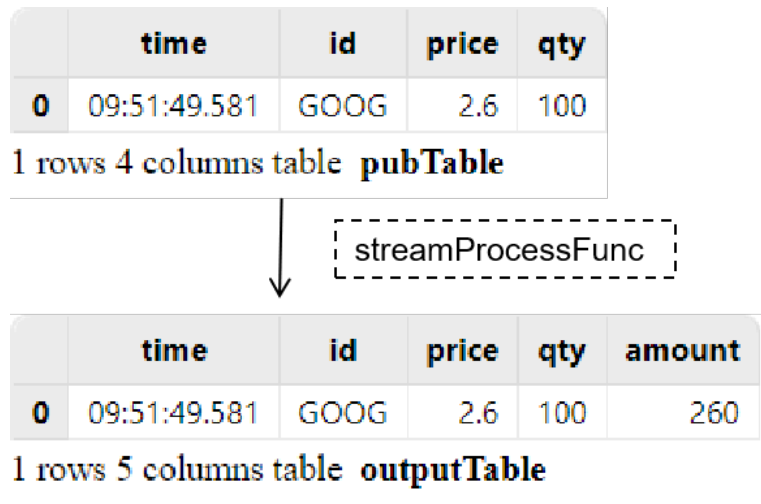 time id price qty
0 09:51:49.581 GOOG 2.6 100
1 rows 4 columns table pubTable
streamProcessFunc
time id price qty amount
0 09:51:49.581 GOOG 2.6 100 260
1 rows 5 columns table outputTable